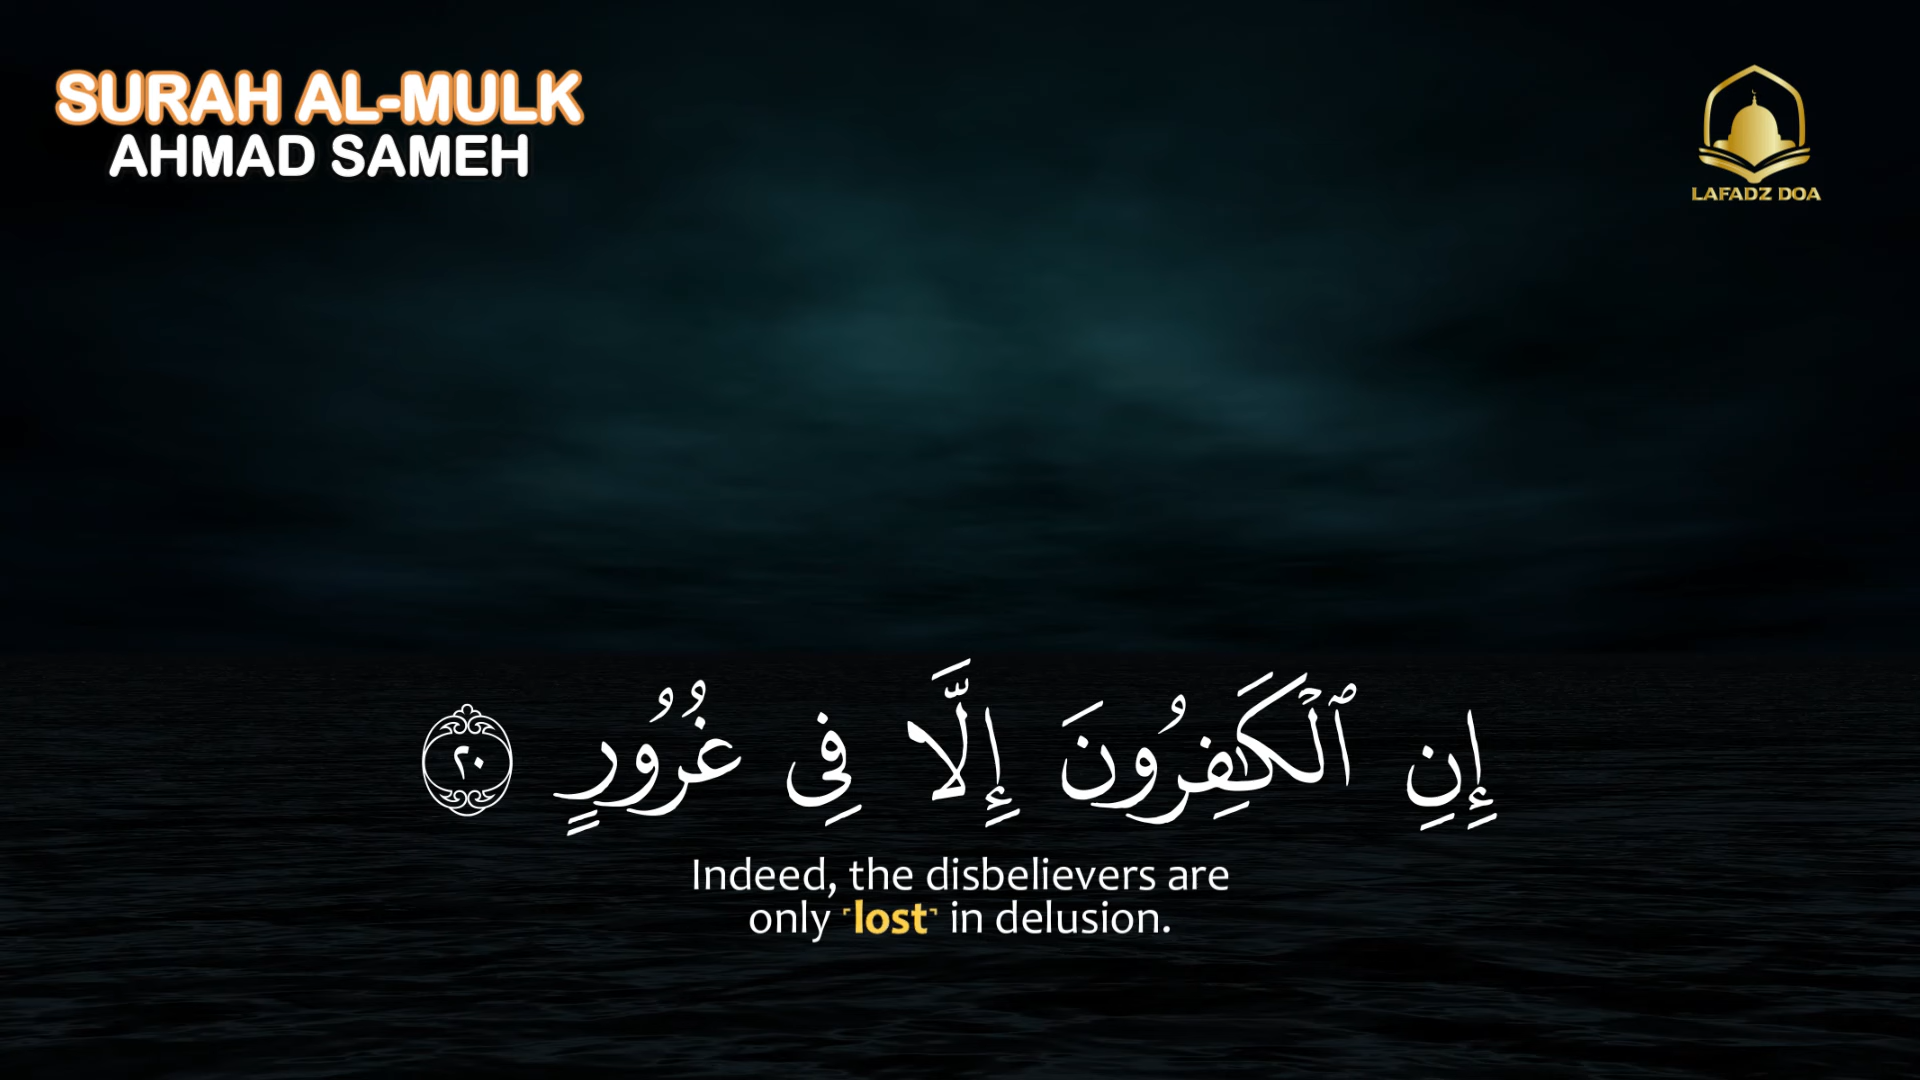 SURAH AL-MULK
AHMAD SAMEH
LAFADZ DOA
إِنِ ٱلْكَـٰفِرُونَ إِلَّا فِى غُرُورٍ ٢٠
Indeed, the disbelievers are
only ˹lost˺ in delusion.